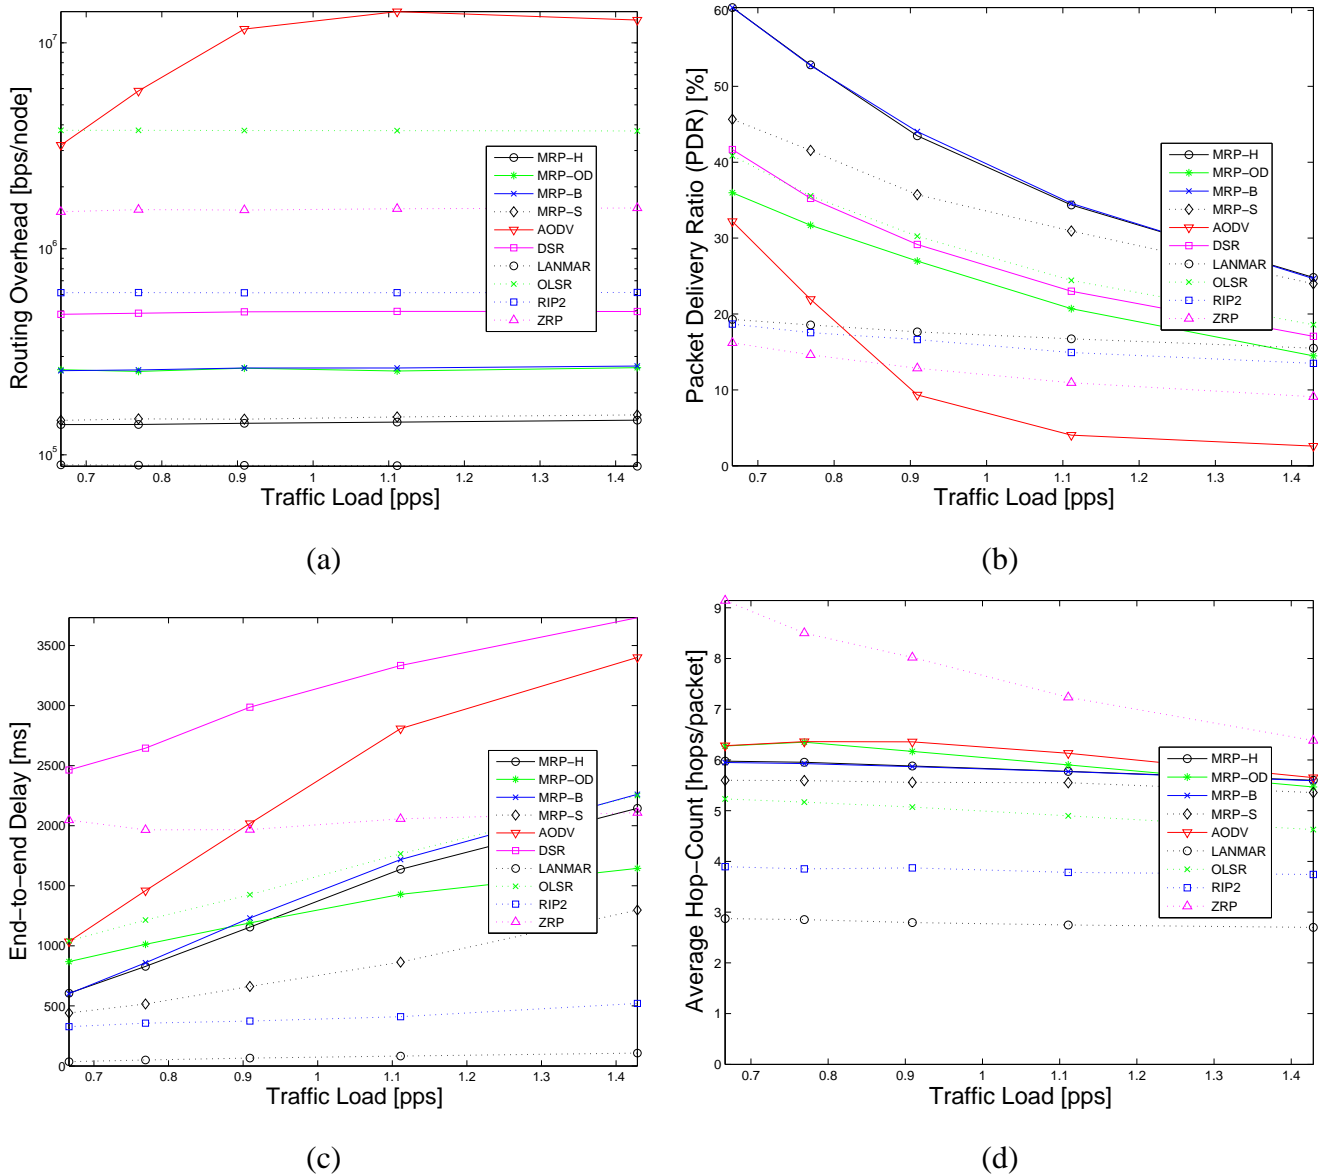 10^7
10^6
10^5
Routing Overhead [bps/node]
MRP-H
MRP-OD
MRP-B
MRP-S
AODV
DSR
LANMAR
OLSR
RIP2
ZRP
0.7 0.8 0.9 1 1.1 1.2 1.3 1.4
Traffic Load [pps]
(a)
60
50
40
30
20
10
0
Packet Delivery Ratio (PDR) [%]
MRP-H
MRP-OD
MRP-B
MRP-S
AODV
DSR
LANMAR
OLSR
RIP2
ZRP
0.7 0.8 0.9 1 1.1 1.2 1.3 1.4
Traffic Load [pps]
(b)
3500
3000
2500
2000
1500
1000
500
0
End-to-end Delay [ms]
MRP-H
MRP-OD
MRP-B
MRP-S
AODV
DSR
LANMAR
OLSR
RIP2
ZRP
0.7 0.8 0.9 1 1.1 1.2 1.3 1.4
Traffic Load [pps]
(c)
9
8
7
6
5
4
3
2
1
0
Average Hop-Count [hops/packet]
MRP-H
MRP-OD
MRP-B
MRP-S
AODV
LANMAR
OLSR
RIP2
ZRP
0.7 0.8 0.9 1 1.1 1.2 1.3 1.4
Traffic Load [pps]
(d)